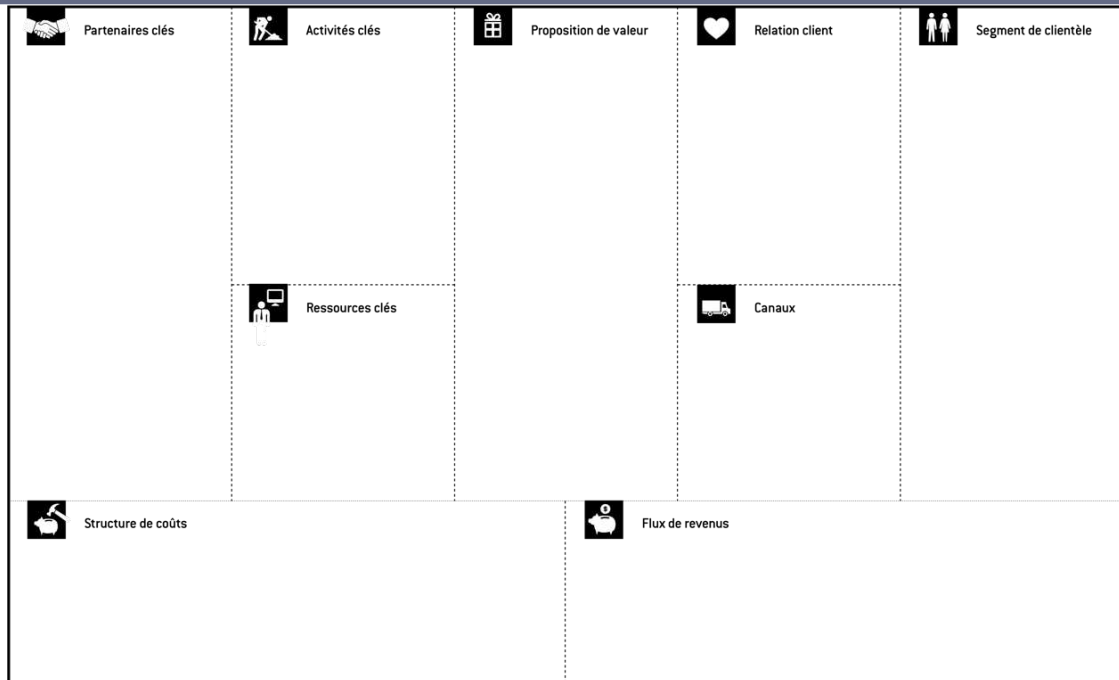 Partenaires clés
Activités clés
Proposition de valeur
Relation client
Segment de clientèle
Ressources clés
Canaux
Structure de coûts
Flux de revenus